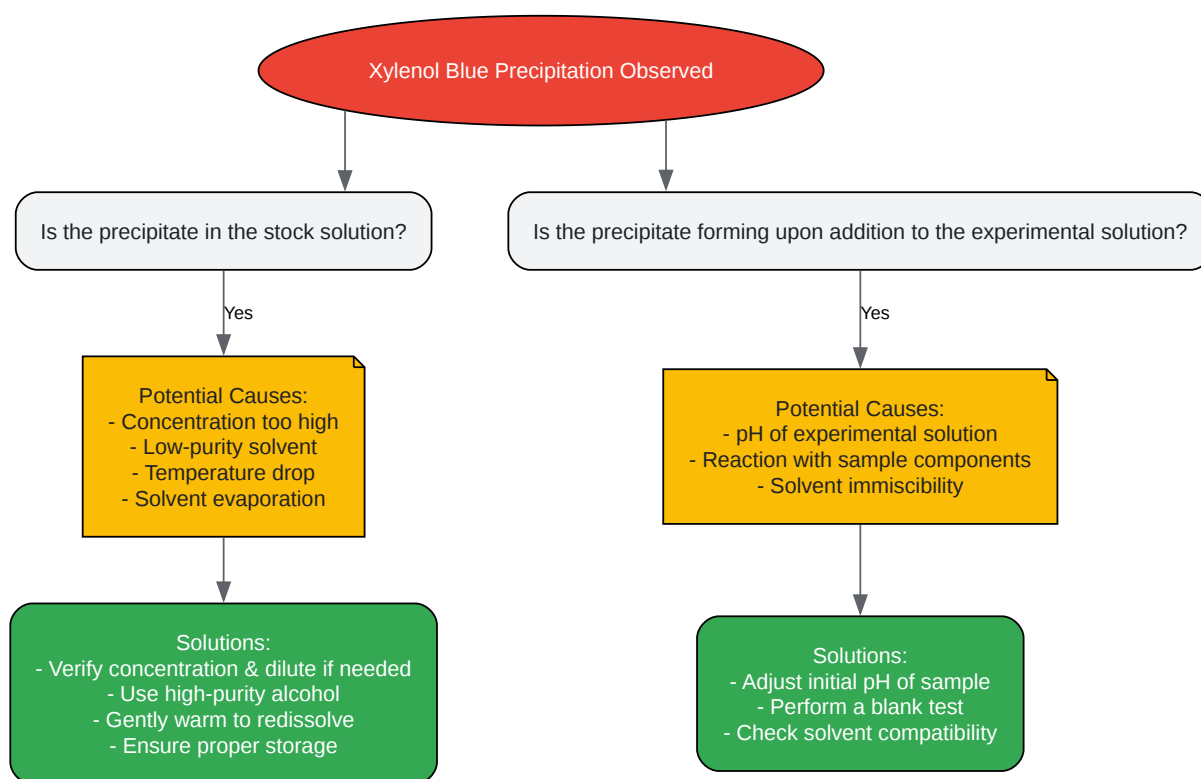 Xylenol Blue Precipitation Observed
Is the precipitate in the stock solution?
Yes
Potential Causes:
- Concentration too high
- Low-purity solvent
- Temperature drop
- Solvent evaporation
Solutions:
- Verify concentration & dilute if needed
- Use high-purity alcohol
- Gently warm to redissolve
- Ensure proper storage
Is the precipitate forming upon addition to the experimental solution?
Yes
Potential Causes:
- pH of experimental solution
- Reaction with sample components
- Solvent immiscibility
Solutions:
- Adjust initial pH of sample
- Perform a blank test
- Check solvent compatibility